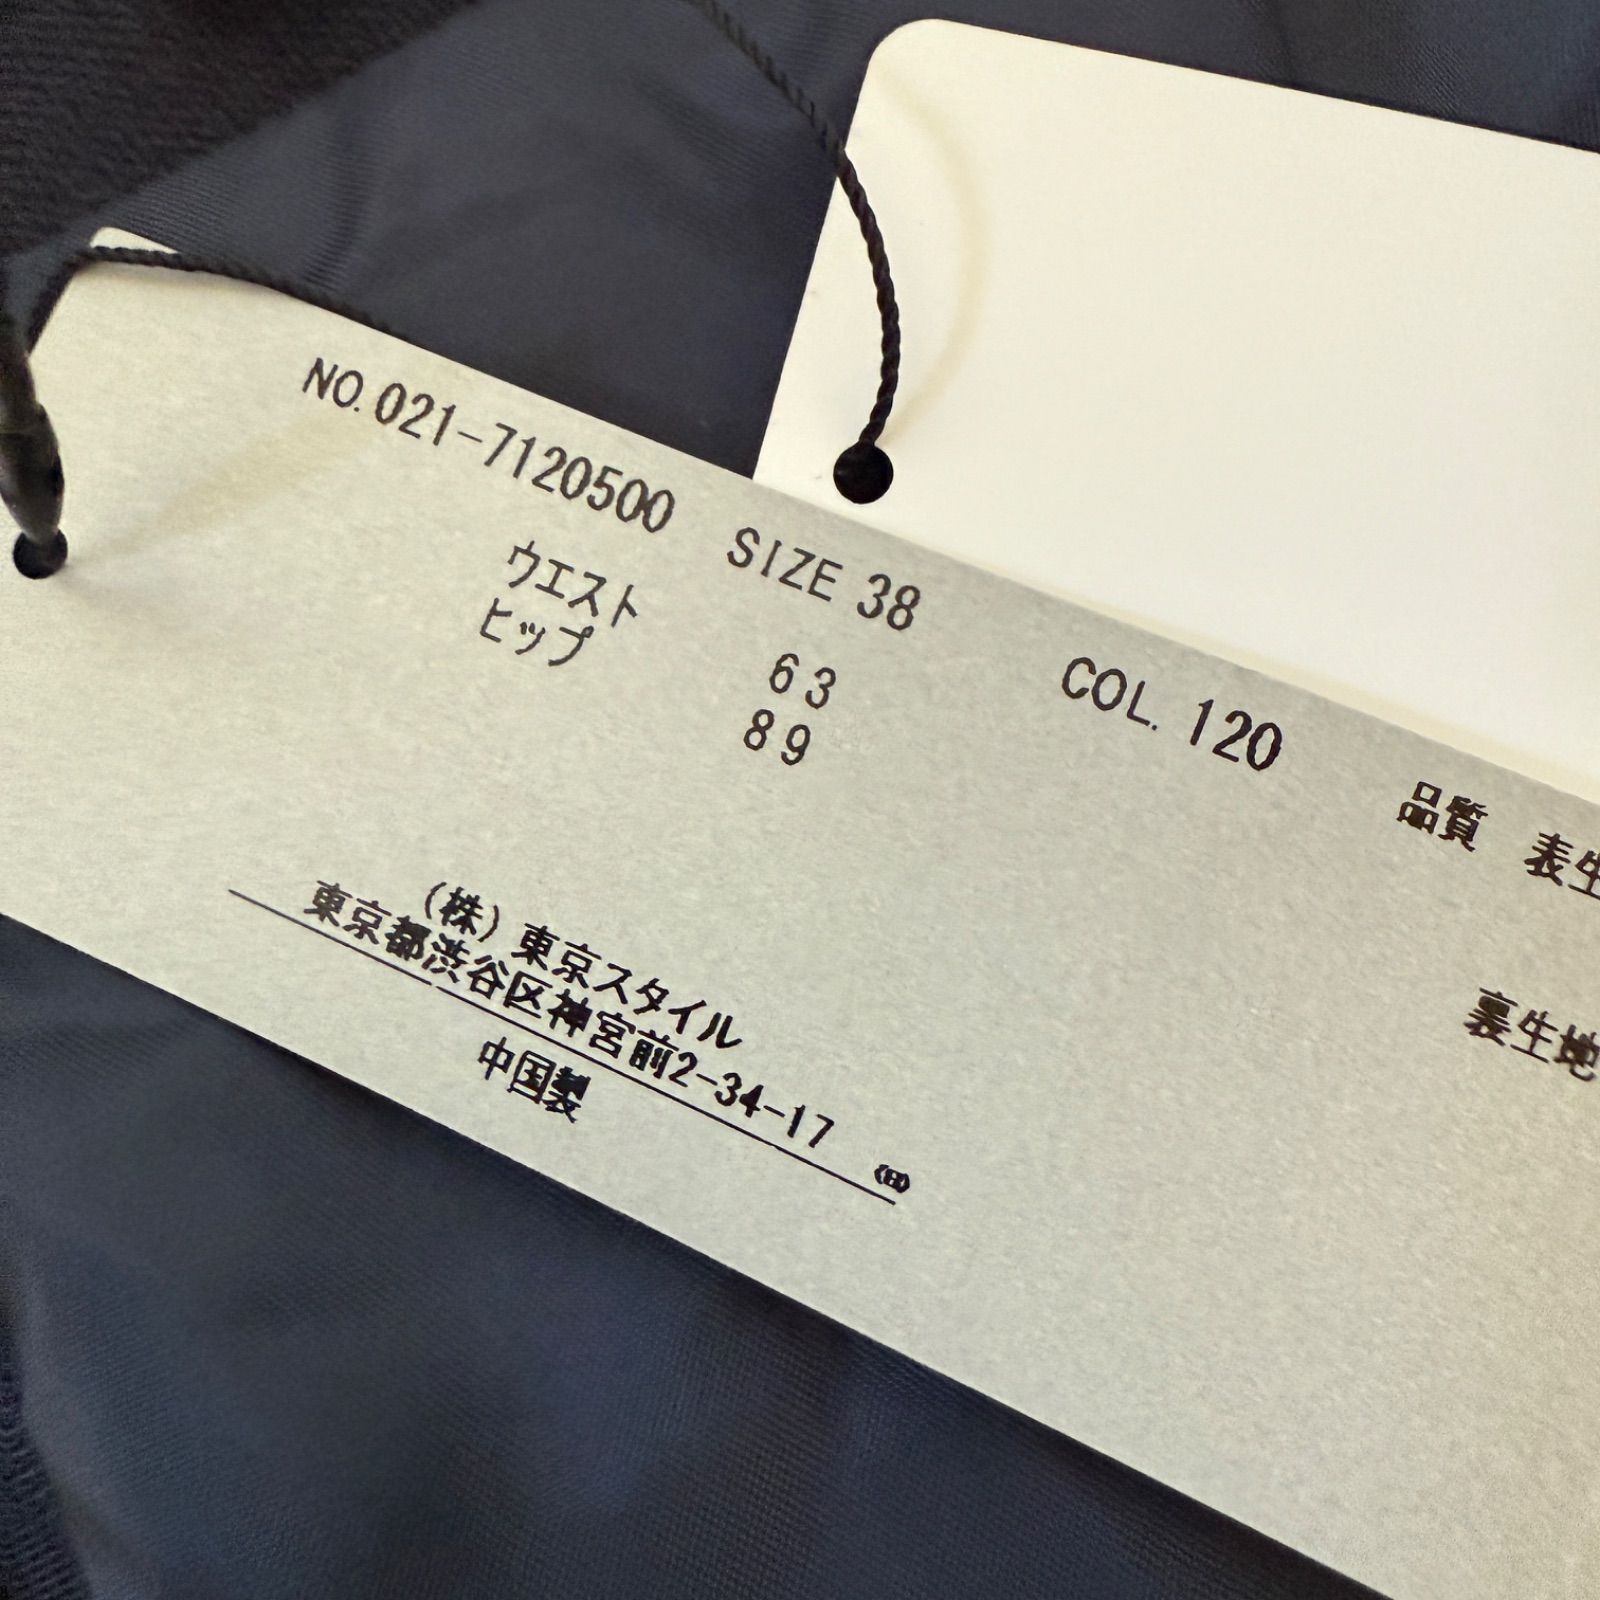 NO.021-7120500 SIZE 38 COL. 120
ウエスト 63
ヒップ 89
品質 表生
裏生地
(株)東京スタイル
東京都渋谷区神宮前2-34-17
中国製